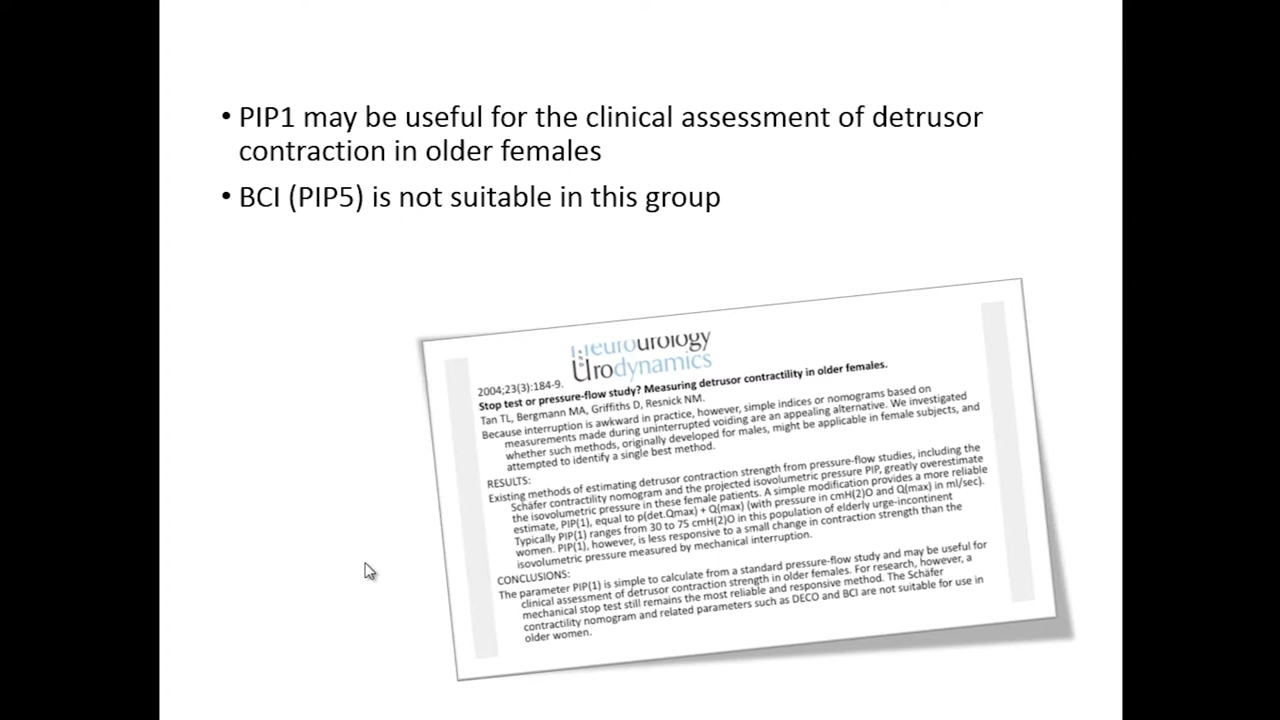 • PIP1 may be useful for the clinical assessment of detrusor
contraction in older females
• BCI (PIP5) is not suitable in this group
Neurourology
Urodynamics
2004;23(3):184-9.
Stop test or pressure-flow study? Measuring detrusor contractility in older females.
Tan TL, Bergmann MA, Griffiths D, Resnick NM.
Because interruption is awkward in practice, however, simple indices or nomograms based on
measurements made during uninterrupted voiding are an appealing alternative. We investigated
whether such methods, originally developed for males, might be applicable in female subjects, and
attempted to identify a single best method.
RESULTS:
Existing methods of estimating detrusor contraction strength from pressure-flow studies, including the
Schäfer contractility nomogram and the projected isovolumetric pressure PIP, greatly overestimate
the isovolumetric pressure in these female patients. A simple modification provides a more reliable
estimate, PIP(1), equal to p(det.Qmax) + Q(max) (with pressure in cmH(2)O and Q(max) in ml/sec).
Typically PIP(1) ranges from 30 to 75 cmH(2)O in this population of elderly urge-incontinent
women. PIP(1), however, is less responsive to a small change in contraction strength than the
isovolumetric pressure measured by mechanical interruption.
CONCLUSIONS:
The parameter PIP(1) is simple to calculate from a standard pressure-flow study and may be useful for
clinical assessment of detrusor contraction strength in older females. For research, however, a
mechanical stop test still remains the most reliable and responsive method. The Schäfer
contractility nomogram and related parameters such as DECO and BCI are not suitable for use in
older women.